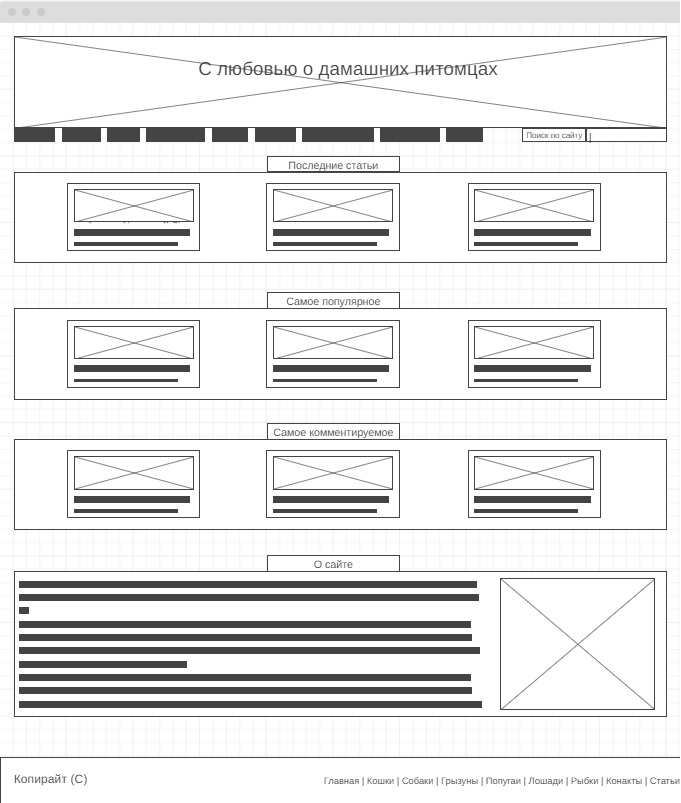 С любовью о домашних питомцах
Поиск по сайту
Последние статьи
Самое популярное
Самое комментируемое
О сайте
Копирайт (С)
Главная | Кошки | Собаки | Грызуны | Попугаи | Лошади | Рыбки | Конакты | Статьи